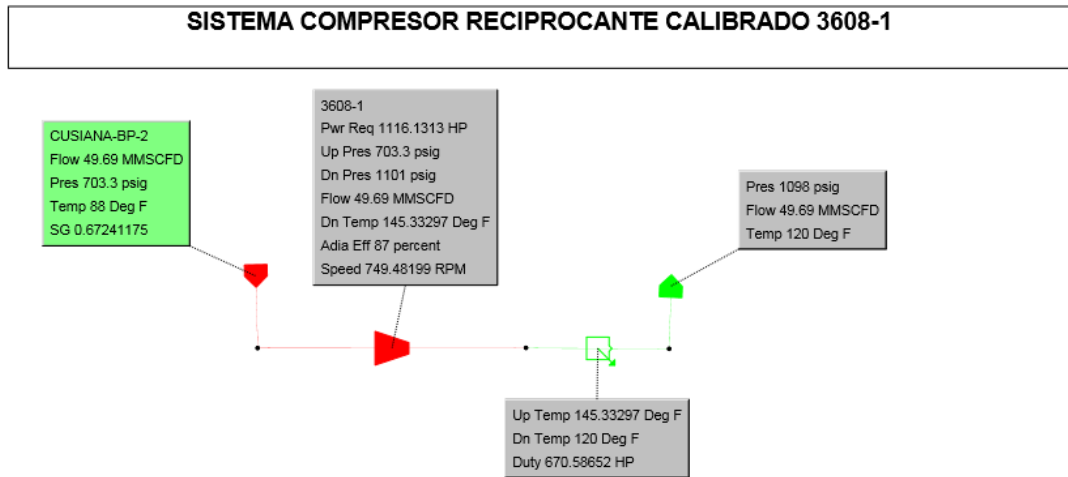 SISTEMA COMPRESOR RECIPROCANTE CALIBRADO 3608-1
CUSIANA-BP-2
Flow 49.69 MMSCFD
Pres 703.3 psig
Temp 88 Deg F
SG 0.67241175
3608-1
Pwr Req 1116.1313 HP
Up Pres 703.3 psig
Dn Pres 1101 psig
Flow 49.69 MMSCFD
Dn Temp 145.33297 Deg F
Adia Eff 87 percent
Speed 749.48199 RPM
Pres 1098 psig
Flow 49.69 MMSCFD
Temp 120 Deg F
Up Temp 145.33297 Deg F
Dn Temp 120 Deg F
Duty 670.58652 HP